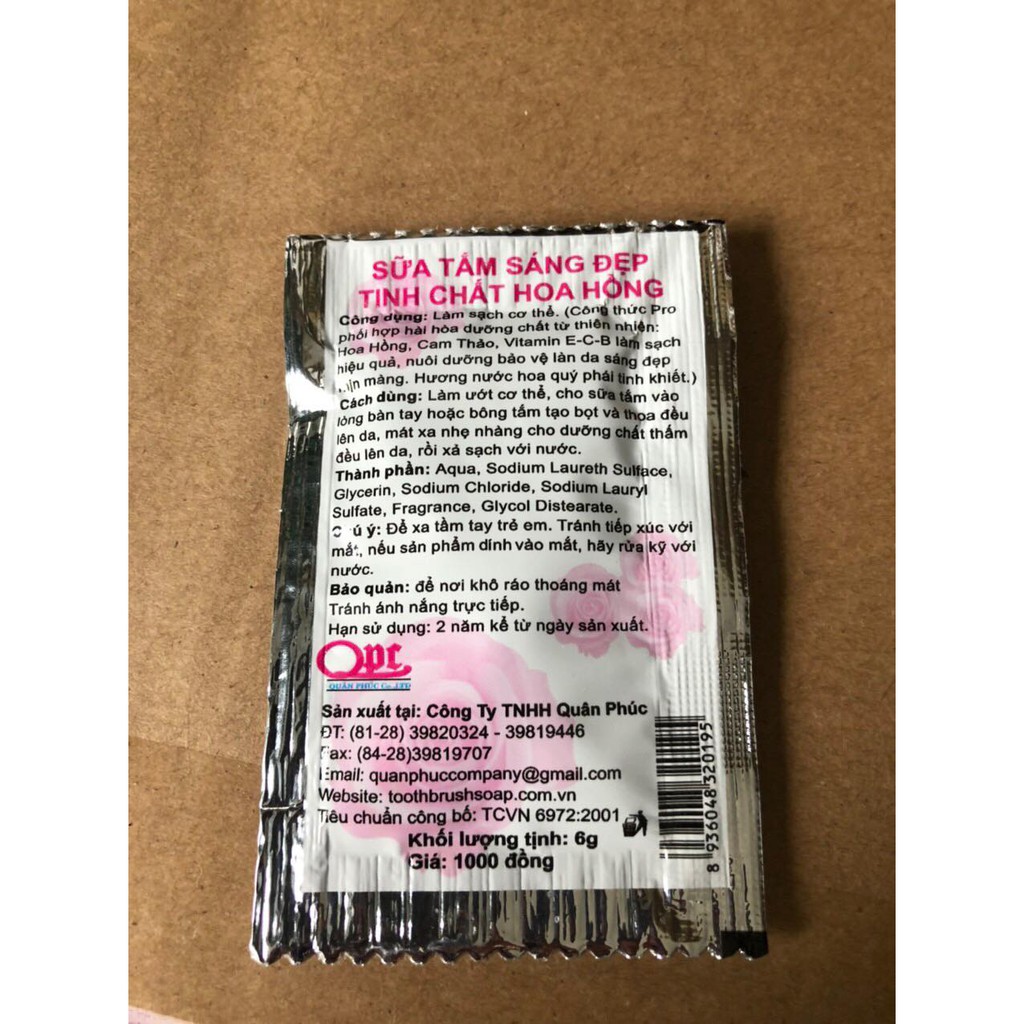 SỮA TẮM SÁNG ĐẸP
TINH CHẤT HOA HỒNG
Công dụng: Làm sạch cơ thể. (Công thức Pro
phối hợp hài hòa dưỡng chất từ thiên nhiên:
Hoa Hồng, Cam Thảo, Vitamin E-C-B làm sạch
hiệu quả, nuôi dưỡng bảo vệ làn da sáng đẹp
màng. Hương nước hoa quý phái tinh khiết.)
Cách dùng: Làm ướt cơ thể, cho sữa tắm vào
lòng bàn tay hoặc bông tắm tạo bọt và thoa đều
lên da, mát xa nhẹ nhàng cho dưỡng chất thấm
đều lên da, rồi xả sạch với nước.
Thành phần: Aqua, Sodium Laureth Sulface,
Glycerin, Sodium Chloride, Sodium Lauryl
Sulfate, Fragrance, Glycol Distearate.
ý: Để xa tầm tay trẻ em. Tránh tiếp xúc với
mắt, nếu sản phẩm dính vào mắt, hãy rửa kỹ với
nước.
Bảo quản: để nơi khô ráo thoáng mát
Tránh ánh nắng trực tiếp.
Hạn sử dụng: 2 năm kể từ ngày sản xuất.
Qpt
QUÂN PHÚC Co.,LTD
Sản xuất tại: Công Ty TNHH Quân Phúc
ĐT: (81-28) 39820324 - 39819446
Fax: (84-28)39819707
Email: quanphuccompany@gmail.com
Website: toothbrushsoap.com.vn
Tiêu chuẩn công bố: TCVN 6972:2001
Khối lượng tịnh: 6g
Giá: 1000 đồng
8 936048 320195